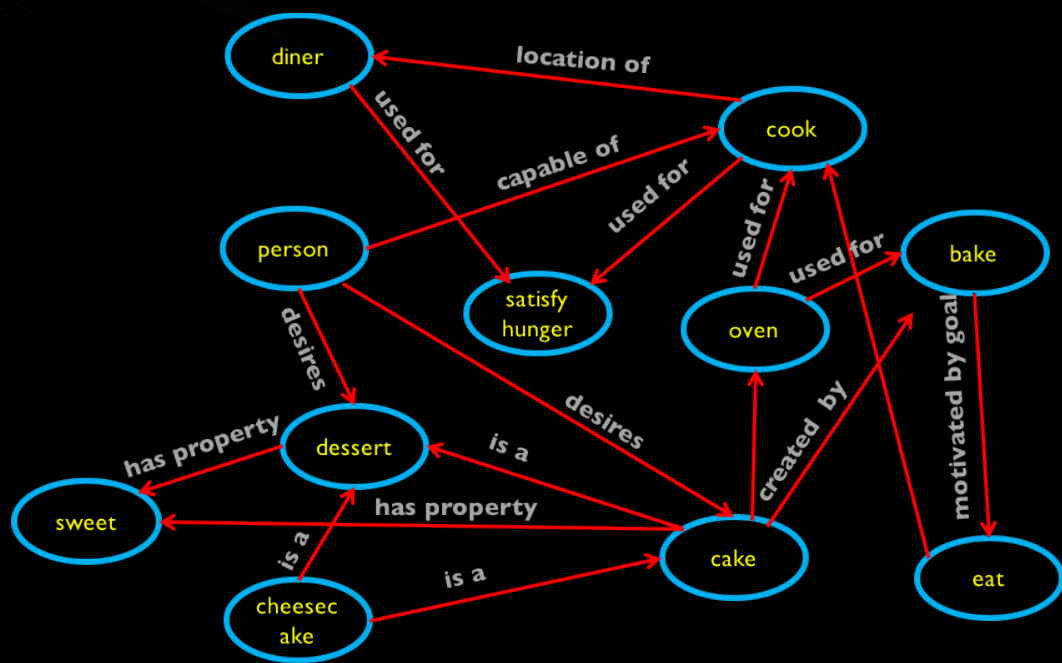 diner
location of
cook
used for
capable of
used for
person
used for
used for
bake
satisfy
hunger
oven
desires
motivated by goal
desires
created by
has property
dessert
is a
has property
sweet
is a
cake
is a
eat
cheesec
ake